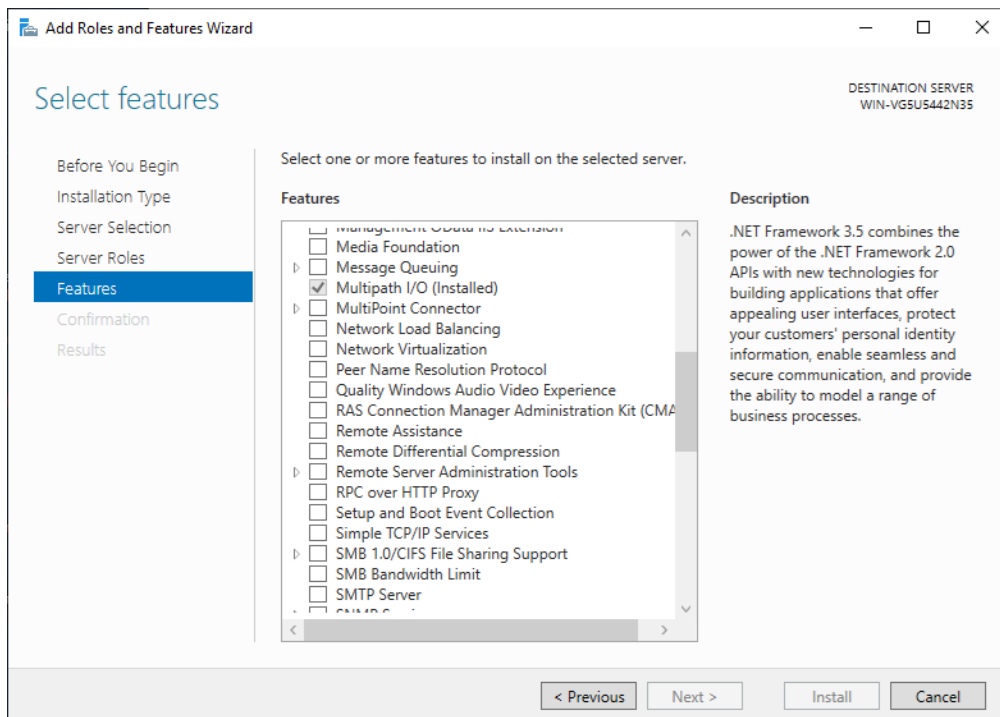 Add Roles and Features Wizard
Select features
DESTINATION SERVER
WIN-VG5U5442N35
Before You Begin
Installation Type
Server Selection
Server Roles
Features
Confirmation
Results
Select one or more features to install on the selected server.
Features
Management OData IIS Extension
Media Foundation
Message Queuing
Multipath I/O (Installed)
MultiPoint Connector
Network Load Balancing
Network Virtualization
Peer Name Resolution Protocol
Quality Windows Audio Video Experience
RAS Connection Manager Administration Kit (CMA
Remote Assistance
Remote Differential Compression
Remote Server Administration Tools
RPC over HTTP Proxy
Setup and Boot Event Collection
Simple TCP/IP Services
SMB 1.0/CIFS File Sharing Support
SMB Bandwidth Limit
SMTP Server
Description
.NET Framework 3.5 combines the
power of the .NET Framework 2.0
APIs with new technologies for
building applications that offer
appealing user interfaces, protect
your customers' personal identity
information, enable seamless and
secure communication, and provide
the ability to model a range of
business processes.
< Previous
Next >
Install
Cancel